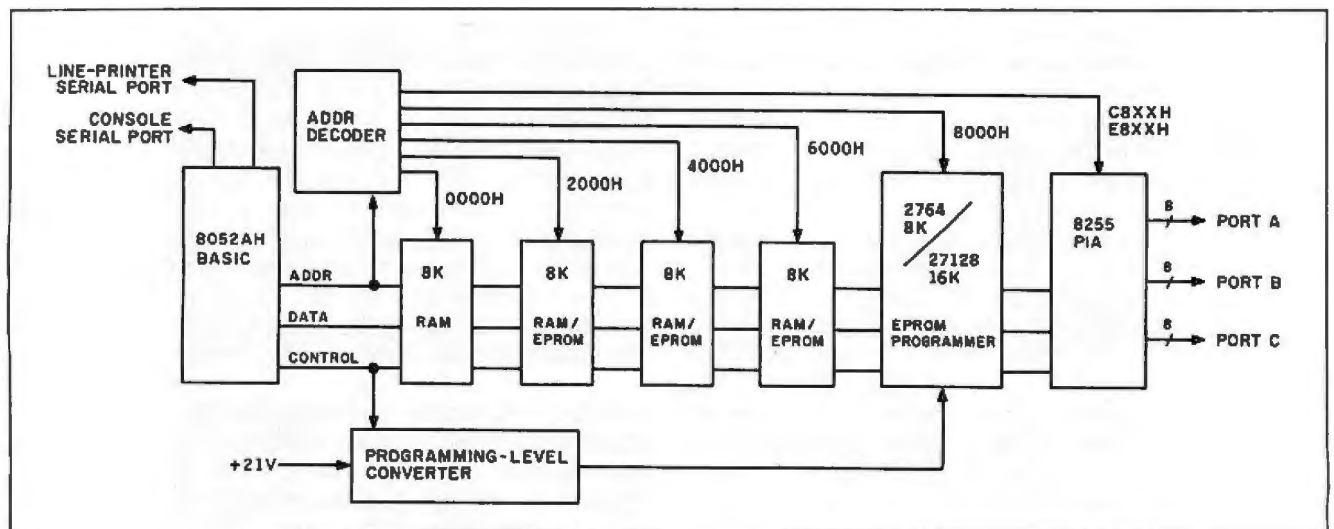 LINE-PRINTER
SERIAL PORT
CONSOLE
SERIAL PORT
ADDR
DECODER
C8XXH
E8XXH
8000H
6000H
4000H
2000H
0000H
8052AH
BASIC
ADDR
DATA
CONTROL
8K
RAM
8K
RAM/
EPROM
8K
RAM/
EPROM
8K
RAM/
EPROM
2764
8K
27128
16K
EPROM
PROGRAMMER
8255
PIA
8
PORT A
8
PORT B
8
PORT C
+21V
PROGRAMMING-LEVEL
CONVERTER